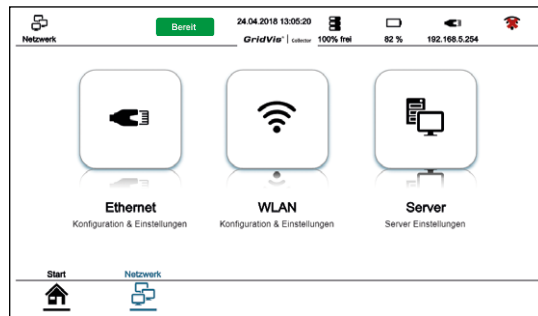 Netzwerk
Bereit
24.04.2018 13:05:20
GridVis® | Collector
100% frei
82 %
192.168.5.254
Ethernet
Konfiguration & Einstellungen
WLAN
Konfiguration & Einstellungen
Server
Server Einstellungen
Start
Netzwerk